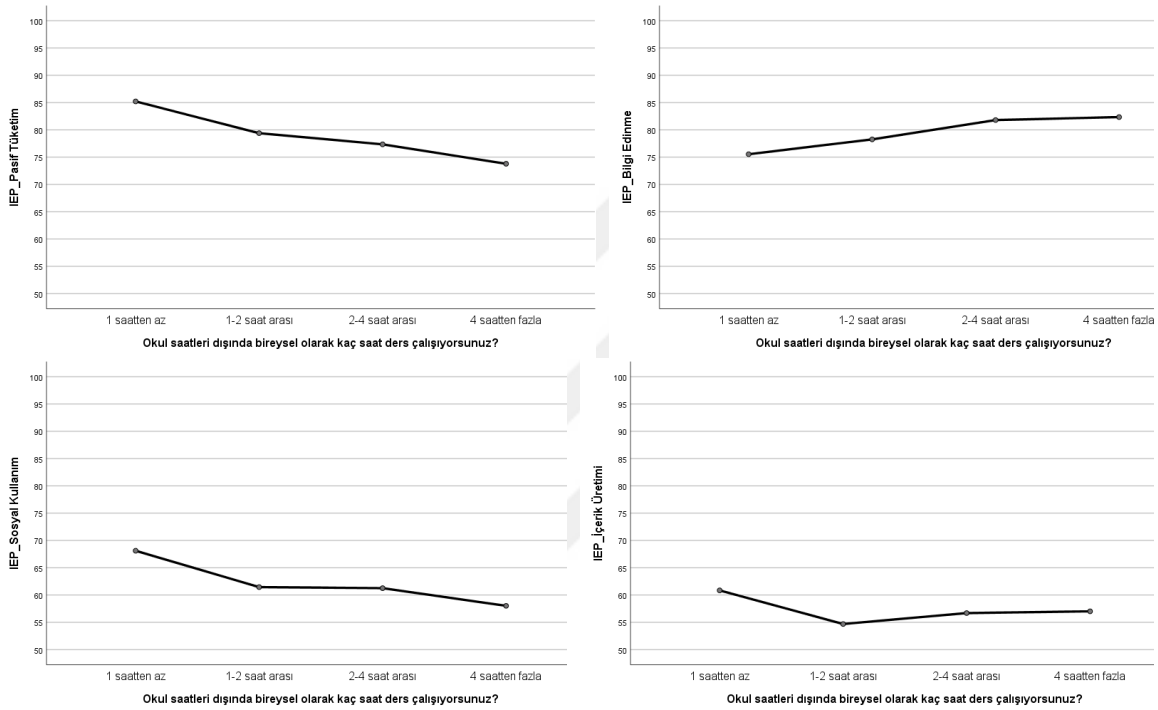 IEP_Pasif Tüketim
100
95
90
85
80
75
70
65
60
55
50
1 saatten az
1-2 saat arası
2-4 saat arası
4 saatten fazla
Okul saatleri dışında bireysel olarak kaç saat ders çalışıyorsunuz?
IEP_Bilgi Edinme
100
95
90
85
80
75
70
65
60
55
50
1 saatten az
1-2 saat arası
2-4 saat arası
4 saatten fazla
Okul saatleri dışında bireysel olarak kaç saat ders çalışıyorsunuz?
IEP_Sosyal Kullanım
100
95
90
85
80
75
70
65
60
55
50
1 saatten az
1-2 saat arası
2-4 saat arası
4 saatten fazla
Okul saatleri dışında bireysel olarak kaç saat ders çalışıyorsunuz?
IEP_İçerik Üretimi
100
95
90
85
80
75
70
65
60
55
50
1 saatten az
1-2 saat arası
2-4 saat arası
4 saatten fazla
Okul saatleri dışında bireysel olarak kaç saat ders çalışıyorsunuz?